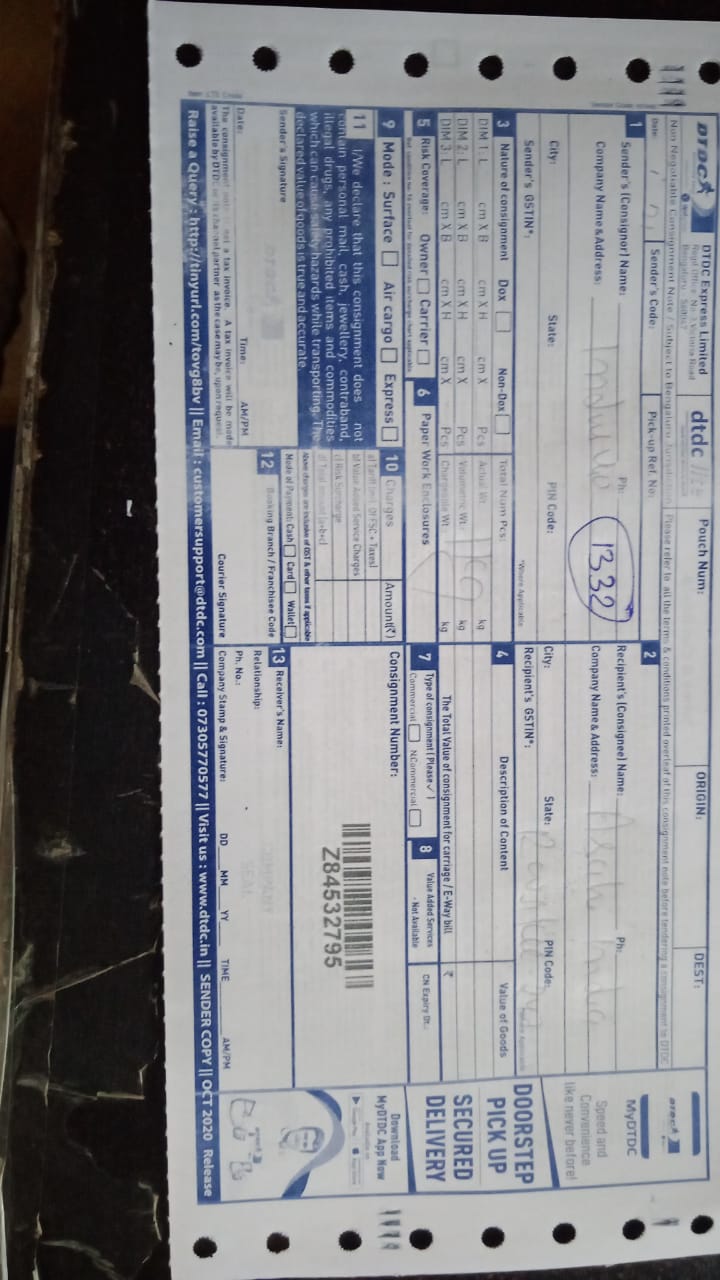 DTDC
DTDC Express Limited
Regd Office: No. 3, Victoria Road
Bengaluru - 560047
dtdc
Pouch Num:
ORIGIN:
DEST:
Non-Negotiable Consignment Note / Subject to Bengaluru Jurisdiction. Please refer to all the terms & conditions printed overleaf of this consignment note before tendering a consignment to DTDC
Date:
Sender's Code:
Pick-up Ref. No:
1 Sender's (Consignor) Name:
Ph:
Company Name & Address:
1332
City:
State:
PIN Code:
Sender's GSTIN*:
*Where Applicable
2 Recipient's (Consignee) Name:
Ph:
Company Name & Address:
City:
State:
PIN Code:
Recipient's GSTIN*:
*Where Applicable
3 Nature of consignment Dox Non-Dox Total Num Pcs:
DIM 1: L cm X B cm X H cm X Pcs Actual Wt. kg
DIM 2: L cm X B cm X H cm X Pcs Volumetric Wt. kg
DIM 3: L cm X B cm X H cm X Pcs Chargeable Wt. kg
4 Description of Content
Value of Goods
The Total Value of consignment for carriage / E-Way bill ₹
5 Risk Coverage: Owner Carrier
6 Paper Work Enclosures
7 Type of consignment (Please ✓)
Commercial NCommercial
8 Value Added Services
- Not Available
CN Expiry Dt.:
9 Mode: Surface Air cargo Express
10 Charges Amount(₹)
a) Tariff (incl. Of FSC + Taxes)
b) Value Added Service Charges
c) Risk Surcharge
d) Total Amount (a+b+c)
Above charges are inclusive of GST & other taxes if applicable
Mode of Payment: Cash Card Wallet
11 I/We declare that this consignment does not
contain personal mail, cash, jewellery, contraband,
illegal drugs, any prohibited items and commodities
which can cause safety hazards while transporting. The
declared value of goods is true and accurate.
Sender's Signature
Date:
Time:
AM/PM
The consignment note is not a tax invoice. A tax invoice will be made
available by DTDC or its channel partner as the case may be, upon request.
12 Booking Branch / Franchisee Code
Courier Signature
Consignment Number:
Z84532795
13 Receiver's Name:
Relationship:
Ph. No.:
Company Stamp & Signature:
COMPANY
SEAL
DD MM YY TIME AM/PM
MyDTDC
Speed and
Convenience
like never before!
DOORSTEP
PICK UP
SECURED
DELIVERY
Download
MyDTDC App Now
Raise a Query : http://tinyurl.com/tovg8bv || Email : customersupport@dtdc.com || Call : 07305770577 || Visit us : www.dtdc.in || SENDER COPY || OCT 2020 Release